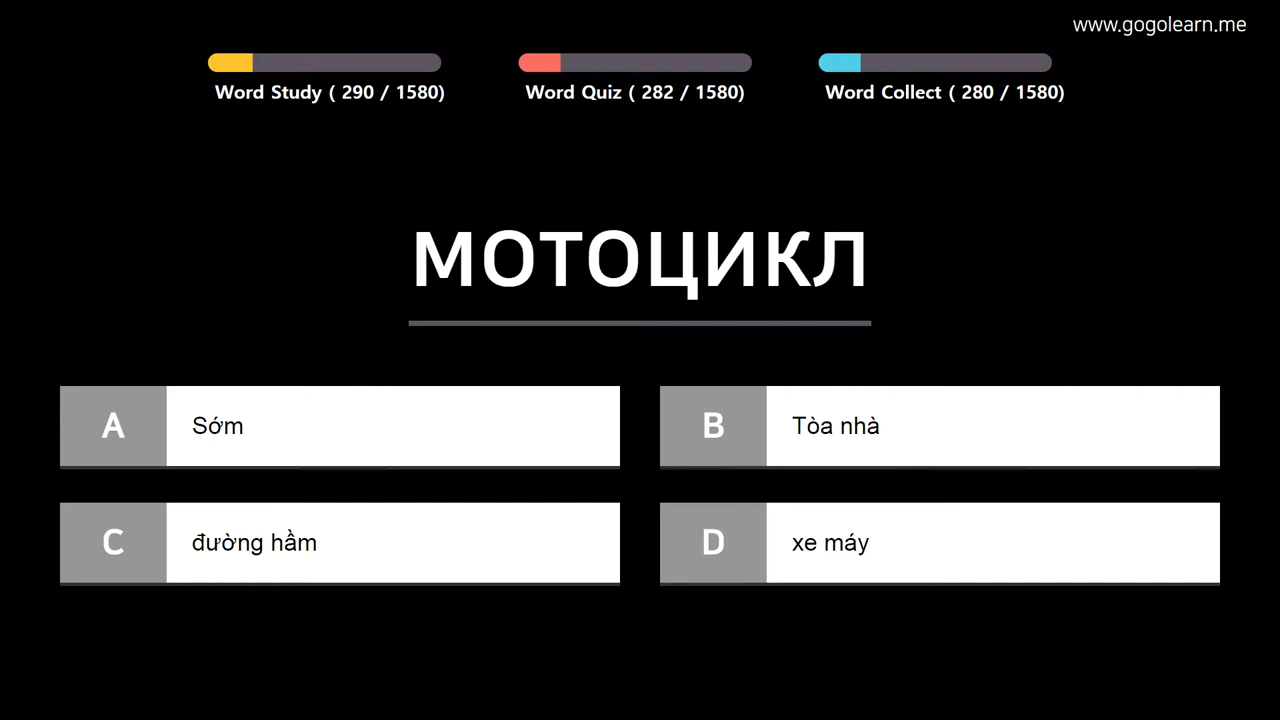 www.gogolearn.me
Word Study ( 290 / 1580)
Word Quiz ( 282 / 1580)
Word Collect ( 280 / 1580)
мотоцикл
A
Sớm
B
Tòa nhà
C
đường hầm
D
xe máy